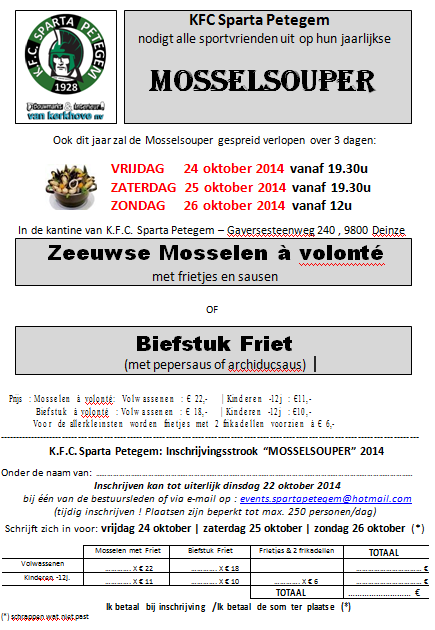 K.F.C. SPARTA PETEGEM
1928
Bouwmaterialen
van kerkhove nv
KFC Sparta Petegem
nodigt alle sportvrienden uit op hun jaarlijkse
MOSSELSOUPER
Ook dit jaar zal de Mosselsouper gespreid verlopen over 3 dagen:
VRIJDAG 24 oktober 2014 vanaf 19.30u
ZATERDAG 25 oktober 2014 vanaf 19.30u
ZONDAG 26 oktober 2014 vanaf 12u
In de kantine van K.F.C. Sparta Petegem – Gaversesteenweg 240 , 9800 Deinze
Zeeuwse Mosselen à volonté
met frietjes en sausen
OF
Biefstuk Friet
(met pepersaus of archiducsaus)
Prijs : Mosselen à volonté: Volwassenen : € 22,- | Kinderen -12j : €11,-
Biefstuk à volonté : Volwassenen : € 18,- | Kinderen -12j : €10,-
Voor de allerkleinsten worden frietjes met 2 frikadellen voorzien à € 6,-
K.F.C. Sparta Petegem: Inschrijvingsstrook “MOSSELSOUPER” 2014
Onder de naam van: ...
Inschrijven kan tot uiterlijk dinsdag 22 oktober 2014
bij één van de bestuursleden of via e-mail op : events.spartapetegem@hotmail.com
(tijdig inschrijven ! Plaatsen zijn beperkt tot max. 250 personen/dag)
Schrijft zich in voor: vrijdag 24 oktober | zaterdag 25 oktober | zondag 26 oktober (*)
Mosselen met Friet Biefstuk Friet Frietjes & 2 frikadellen TOTAAL
Volwassenen ............... X € 22 ............ X € 18 ........................... €
Kinderen, -12j. ............... X € 11 ............ X € 10 ............ X € 6 ........................... €
TOTAAL ........................ €
Ik betaal bij inschrijving /Ik betaal de som ter plaatse (*)
(*) schrappen wat niet past